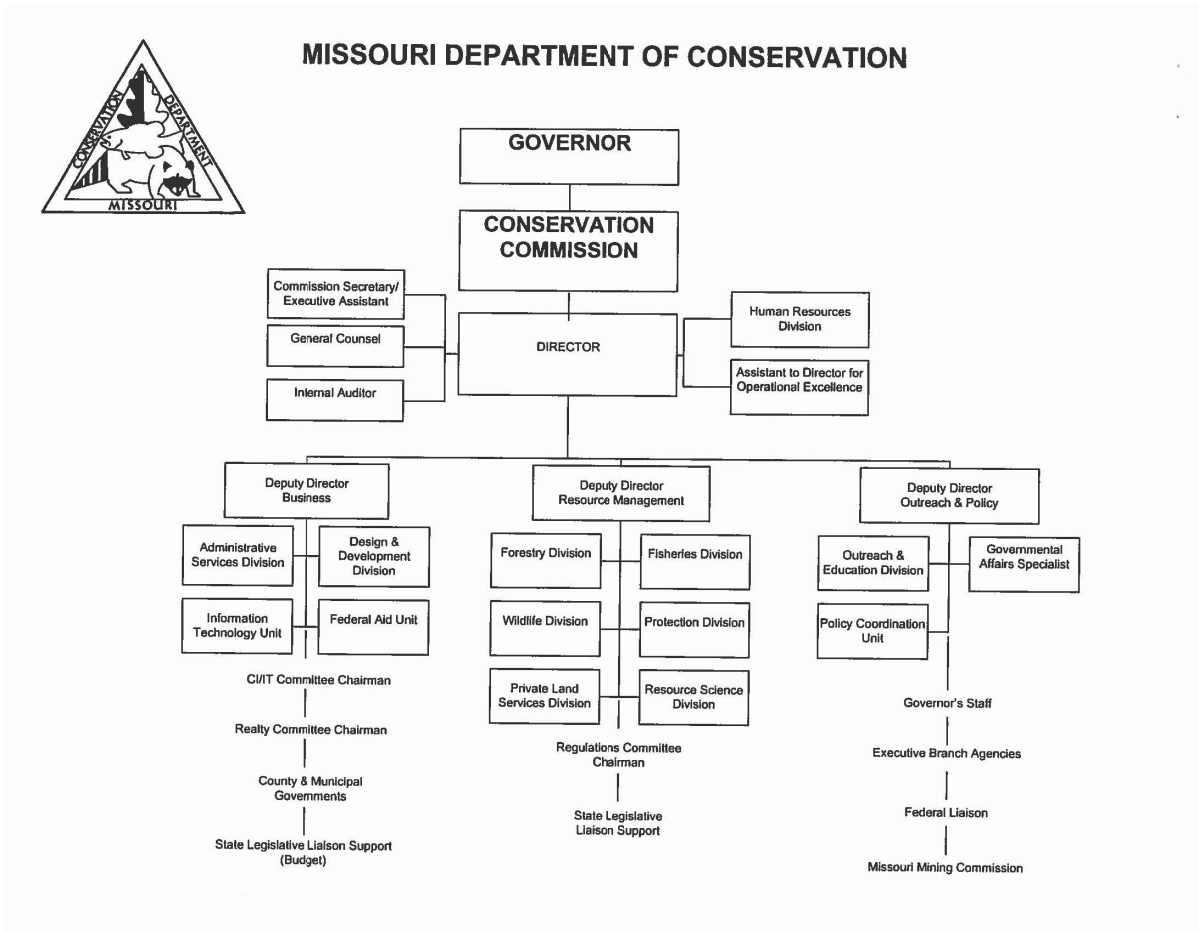 MISSOURI DEPARTMENT OF CONSERVATION
CONSERVATION
DEPARTMENT
MISSOURI
GOVERNOR
CONSERVATION
COMMISSION
Commission Secretary/
Executive Assistant
General Counsel
Internal Auditor
DIRECTOR
Human Resources
Division
Assistant to Director for
Operational Excellence
Deputy Director
Business
Administrative
Services Division
Design &
Development
Division
Information
Technology Unit
Federal Aid Unit
CI/IT Committee Chairman
Realty Committee Chairman
County & Municipal
Governments
State Legislative Liaison Support
(Budget)
Deputy Director
Resource Management
Forestry Division
Fisheries Division
Wildlife Division
Protection Division
Private Land
Services Division
Resource Science
Division
Regulations Committee
Chairman
State Legislative
Liaison Support
Deputy Director
Outreach & Policy
Outreach &
Education Division
Governmental
Affairs Specialist
Policy Coordination
Unit
Governor's Staff
Executive Branch Agencies
Federal Liaison
Missouri Mining Commission